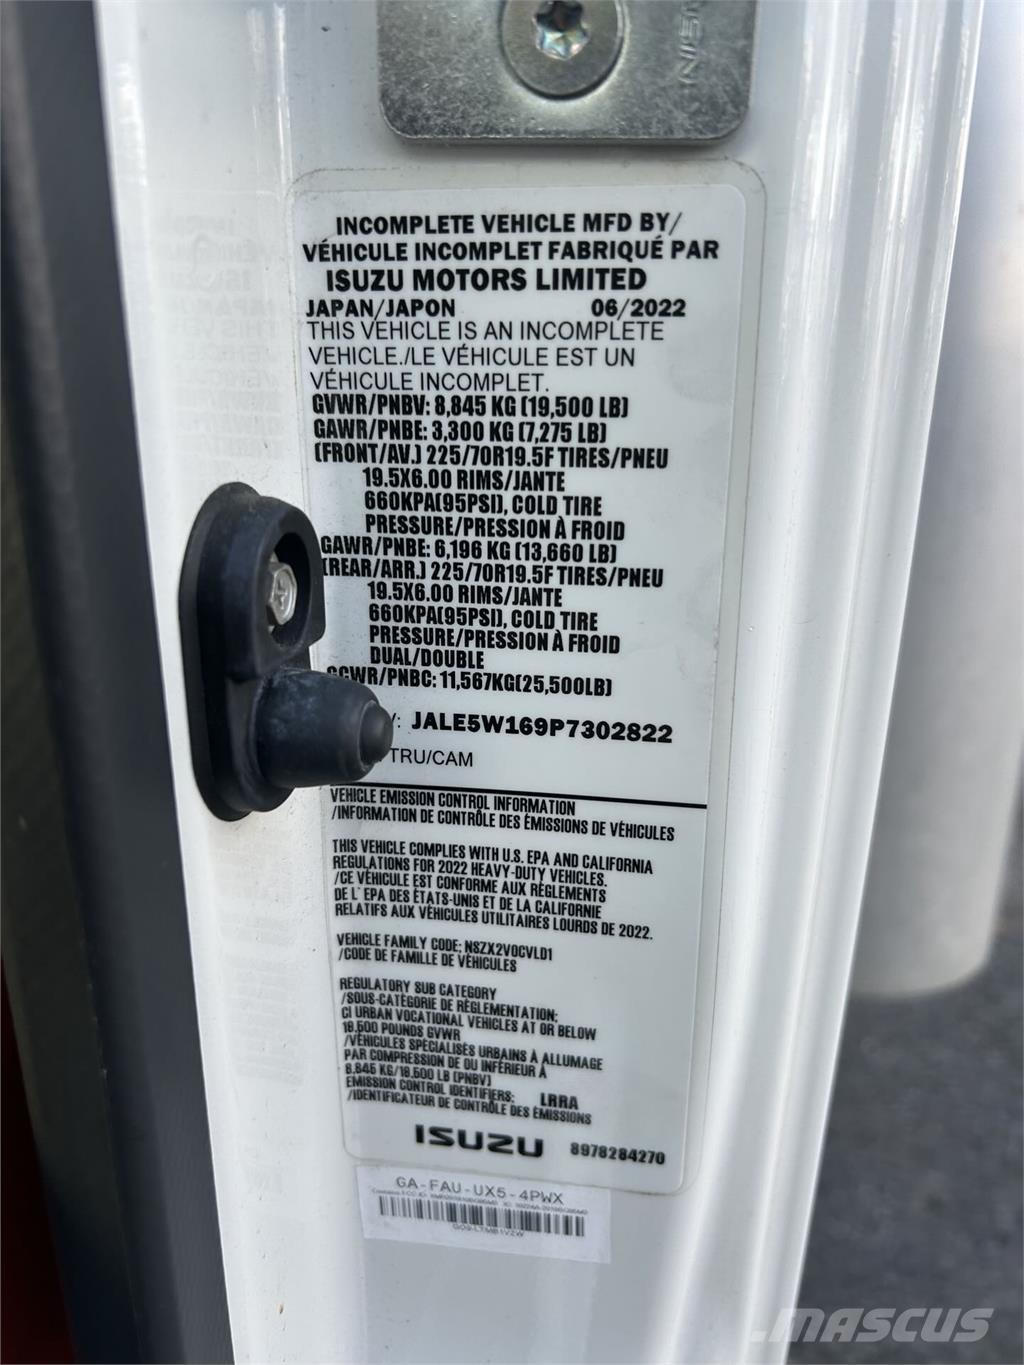 INCOMPLETE VEHICLE MFD BY/
VÉHICULE INCOMPLET FABRIQUÉ PAR
ISUZU MOTORS LIMITED
JAPAN/JAPON 06/2022
THIS VEHICLE IS AN INCOMPLETE
VEHICLE./LE VÉHICULE EST UN
VÉHICULE INCOMPLET.
GVWR/PNBV: 8,845 KG (19,500 LB)
GAWR/PNBE: 3,300 KG (7,275 LB)
(FRONT/AV.) 225/70R19.5F TIRES/PNEU
19.5X6.00 RIMS/JANTE
660KPA(95PSI), COLD TIRE
PRESSURE/PRESSION À FROID
GAWR/PNBE: 6,196 KG (13,660 LB)
(REAR/ARR.) 225/70R19.5F TIRES/PNEU
19.5X6.00 RIMS/JANTE
660KPA(95PSI), COLD TIRE
PRESSURE/PRESSION À FROID
DUAL/DOUBLE
GCWR/PNBC: 11,567KG(25,500LB)
JALE5W169P7302822
TRU/CAM
VEHICLE EMISSION CONTROL INFORMATION
/INFORMATION DE CONTRÔLE DES ÉMISSIONS DE VÉHICULES
THIS VEHICLE COMPLIES WITH U.S. EPA AND CALIFORNIA
REGULATIONS FOR 2022 HEAVY-DUTY VEHICLES.
/CE VÉHICULE EST CONFORME AUX RÈGLEMENTS
DE L'EPA DES ÉTATS-UNIS ET DE LA CALIFORNIE
RELATIFS AUX VÉHICULES UTILITAIRES LOURDS DE 2022.
VEHICLE FAMILY CODE: NSZX2VOCVLD1
/CODE DE FAMILLE DE VÉHICULES
REGULATORY SUB CATEGORY
/SOUS-CATÉGORIE DE RÉGLEMENTATION:
CI URBAN VOCATIONAL VEHICLES AT OR BELOW
19,500 POUNDS GVWR
/VÉHICULES SPÉCIALISÉS URBAINS À ALLUMAGE
PAR COMPRESSION DE OU INFÉRIEUR À
8,845 KG/19,500 LB (PNBV)
EMISSION CONTROL IDENTIFIERS: LRRA
/IDENTIFICATEUR DE CONTRÔLE DES ÉMISSIONS
ISUZU 8978284270
GA-FAU-UX5-4PWX
MASCUS